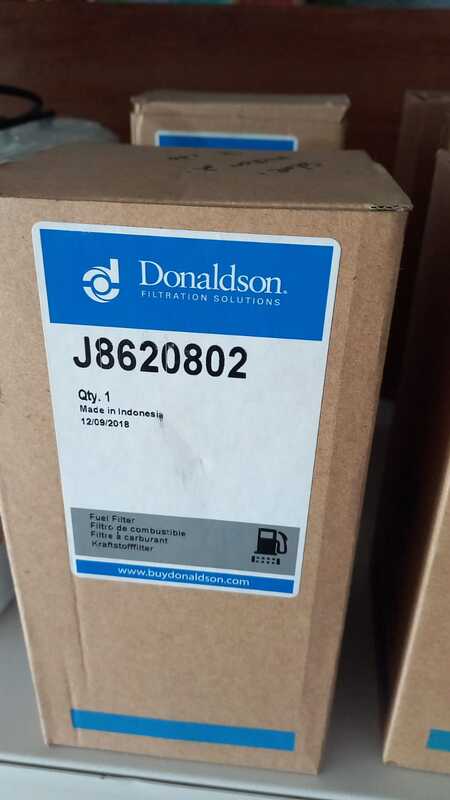 Donaldson.
FILTRATION SOLUTIONS
J8620802
Qty. 1
Made in Indonesia
12/09/2018
Fuel Filter
Filtro de combustible
Filtre à carburant
Kraftstofffilter
www.buydonaldson.com